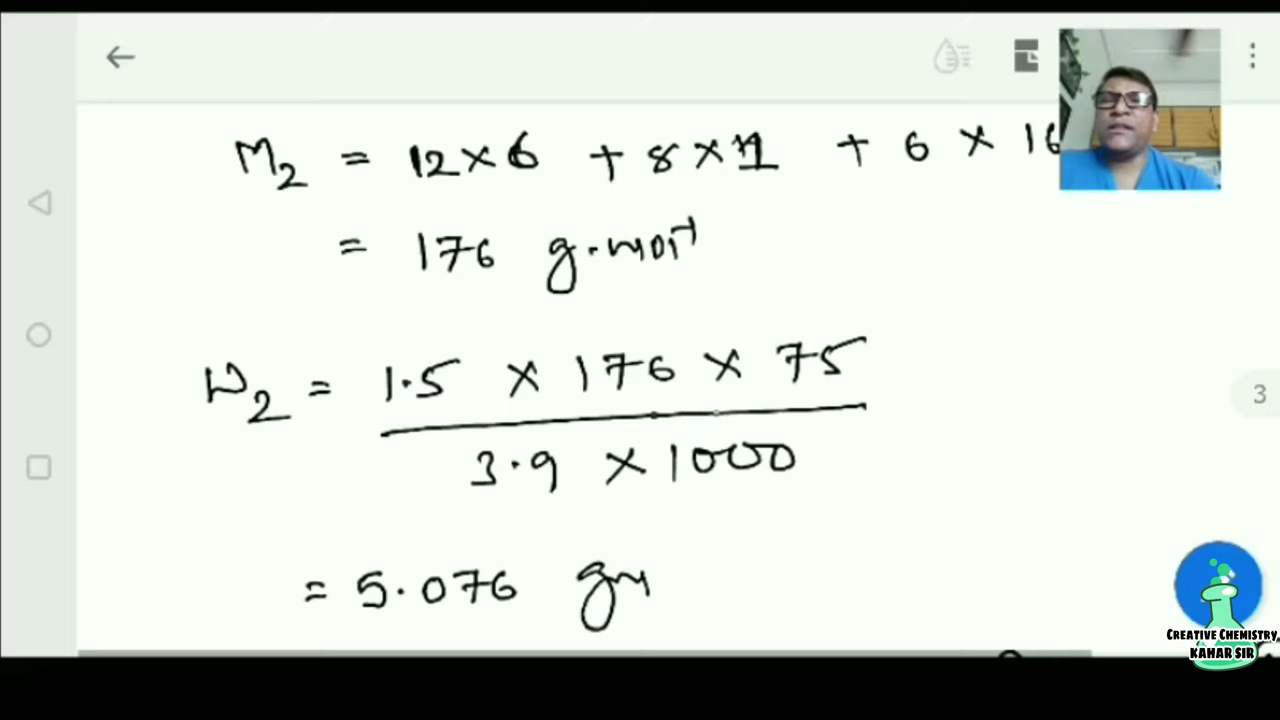 M₂ = 12×6 + 8×1 + 6 × 16
= 176 g·mol⁻¹
W₂ = 1.5 × 176 × 75
3.9 × 1000
3
= 5.076 gm
CREATIVE CHEMISTRY
KAHAR SIR